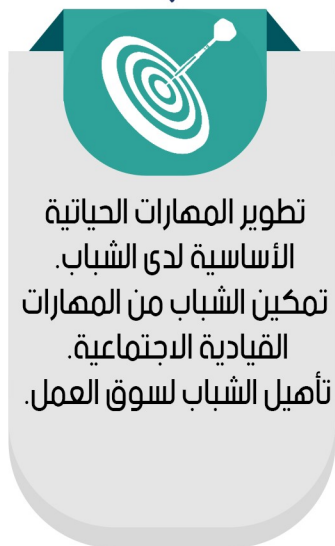 تطوير المهارات الحياتية
الأساسية لدى الشباب.
تمكين الشباب من المهارات
القيادية الاجتماعية.
تأهيل الشباب لسوق العمل.